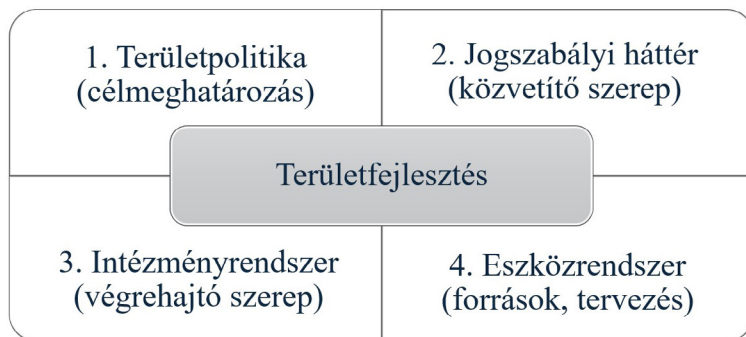 1. Területpolitika
(célmeghatározás)
2. Jogszabályi háttér
(közvetítő szerep)
Területfejlesztés
3. Intézményrendszer
(végrehajtó szerep)
4. Eszközrendszer
(források, tervezés)